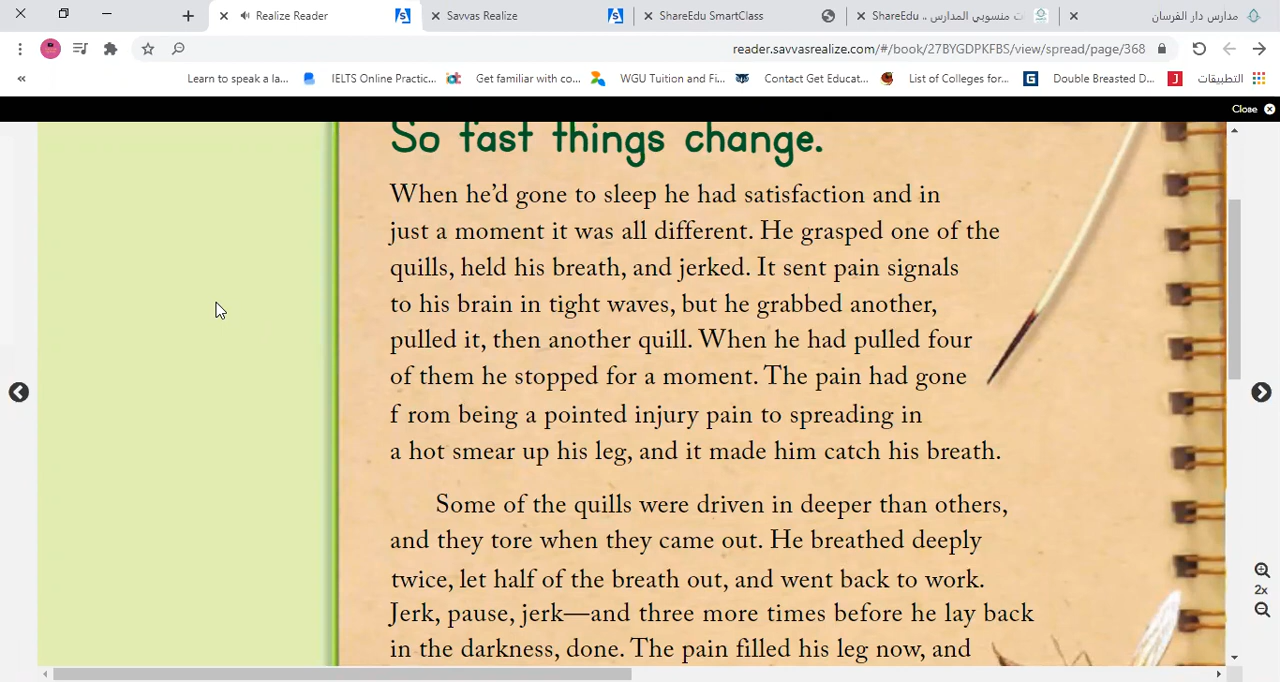 Realize Reader
Savvas Realize
ShareEdu SmartClass
ShareEdu .. ت منسوبي المدارس
مدارس دار الفرسان
reader.savvasrealize.com/#/book/27BYGDPKFBS/view/spread/page/368
Learn to speak a la...
IELTS Online Practic...
Get familiar with co...
WGU Tuition and Fi...
Contact Get Educat...
List of Colleges for...
Double Breasted D...
التطبيقات
Close
So fast things change.
When he'd gone to sleep he had satisfaction and in
just a moment it was all different. He grasped one of the
quills, held his breath, and jerked. It sent pain signals
to his brain in tight waves, but he grabbed another,
pulled it, then another quill. When he had pulled four
of them he stopped for a moment. The pain had gone
f rom being a pointed injury pain to spreading in
a hot smear up his leg, and it made him catch his breath.
Some of the quills were driven in deeper than others,
and they tore when they came out. He breathed deeply
twice, let half of the breath out, and went back to work.
Jerk, pause, jerk—and three more times before he lay back
in the darkness, done. The pain filled his leg now, and
2x